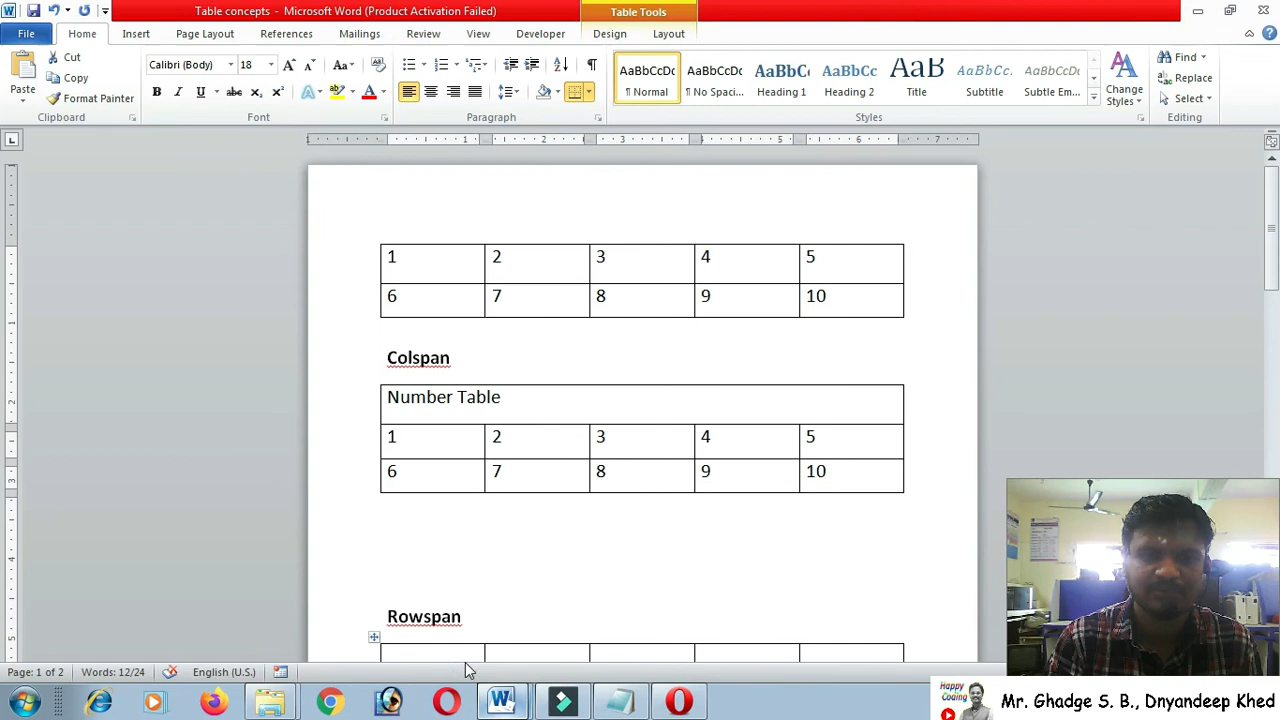 Table concepts - Microsoft Word (Product Activation Failed)
Table Tools
File Home Insert Page Layout References Mailings Review View Developer Design Layout
Paste
Cut
Copy
Format Painter
Clipboard
Calibri (Body) 18
Font
Paragraph
AaBbCcDc AaBbCcDc AaBbCc AaBbCc AaB AaBbCc. AaBbCcDc
¶ Normal ¶ No Spaci... Heading 1 Heading 2 Title Subtitle Subtle Em...
Change Styles
Styles
Find
Replace
Select
Editing
1 2 3 4 5
6 7 8 9 10
Colspan
Number Table
1 2 3 4 5
6 7 8 9 10
Rowspan
Page: 1 of 2 Words: 12/24 English (U.S.)
Happy
Coding
Mr. Ghadge S. B., Dnyandeep Khed